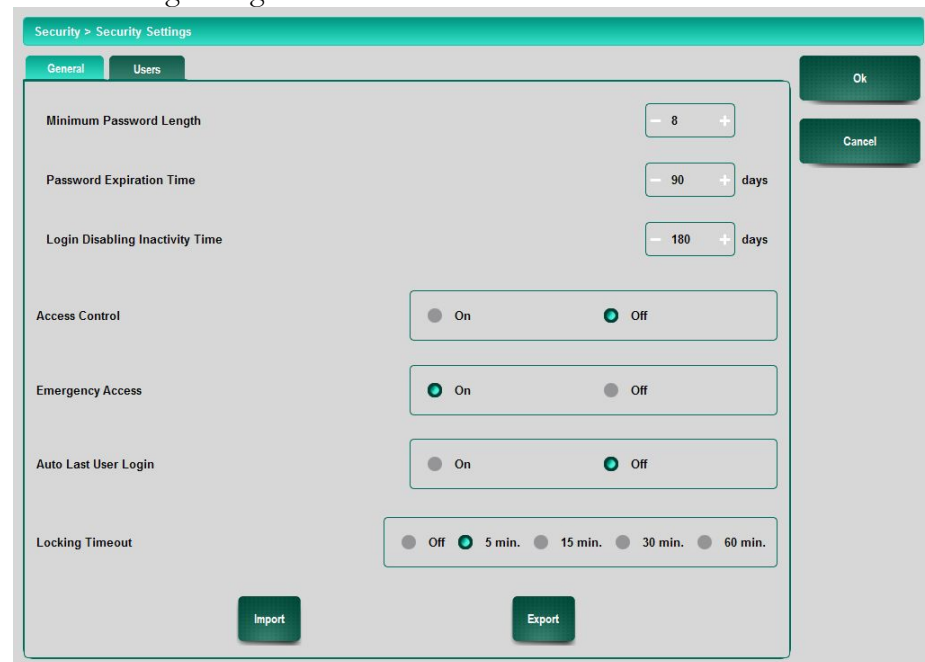 Security > Security Settings
General Users
Ok
Minimum Password Length - 8 +
Cancel
Password Expiration Time - 90 + days
Login Disabling Inactivity Time - 180 + days
Access Control On Off
Emergency Access On Off
Auto Last User Login On Off
Locking Timeout Off 5 min. 15 min. 30 min. 60 min.
Import Export